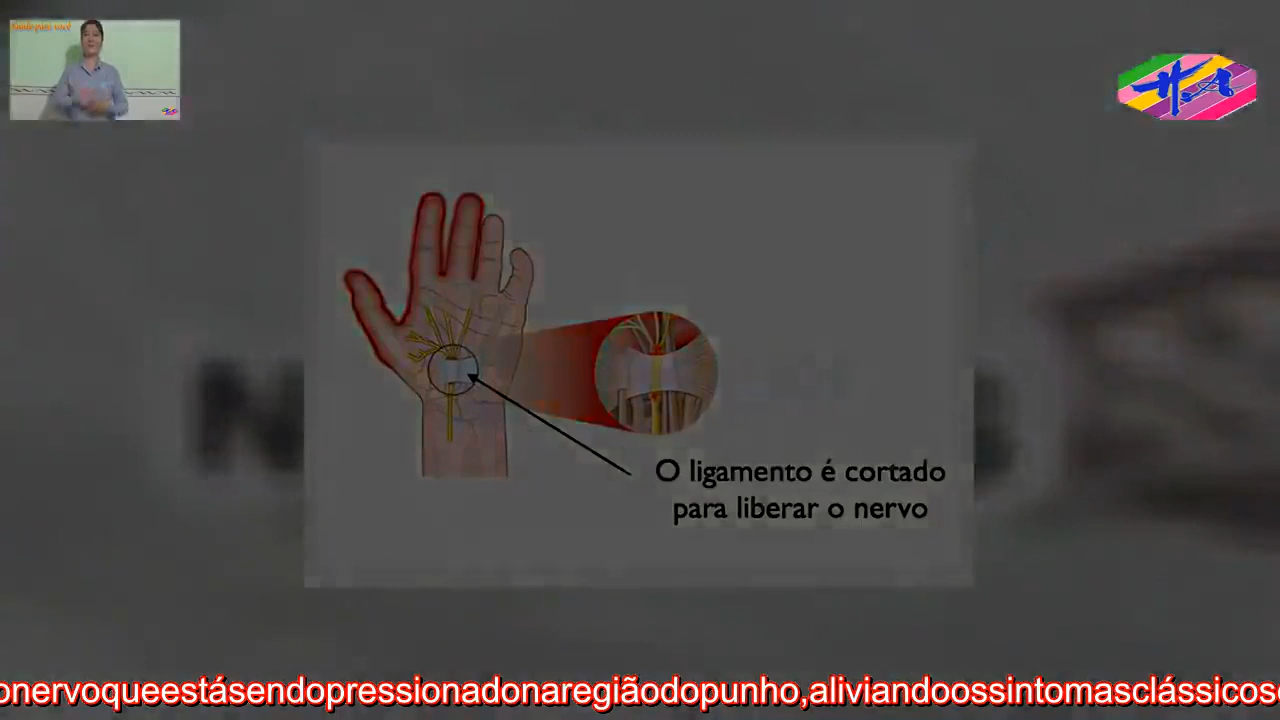 O ligamento é cortado
para liberar o nervo
onervoqueestásendopressionadonaregiãodopunho,aliviandoossintomasclássicos